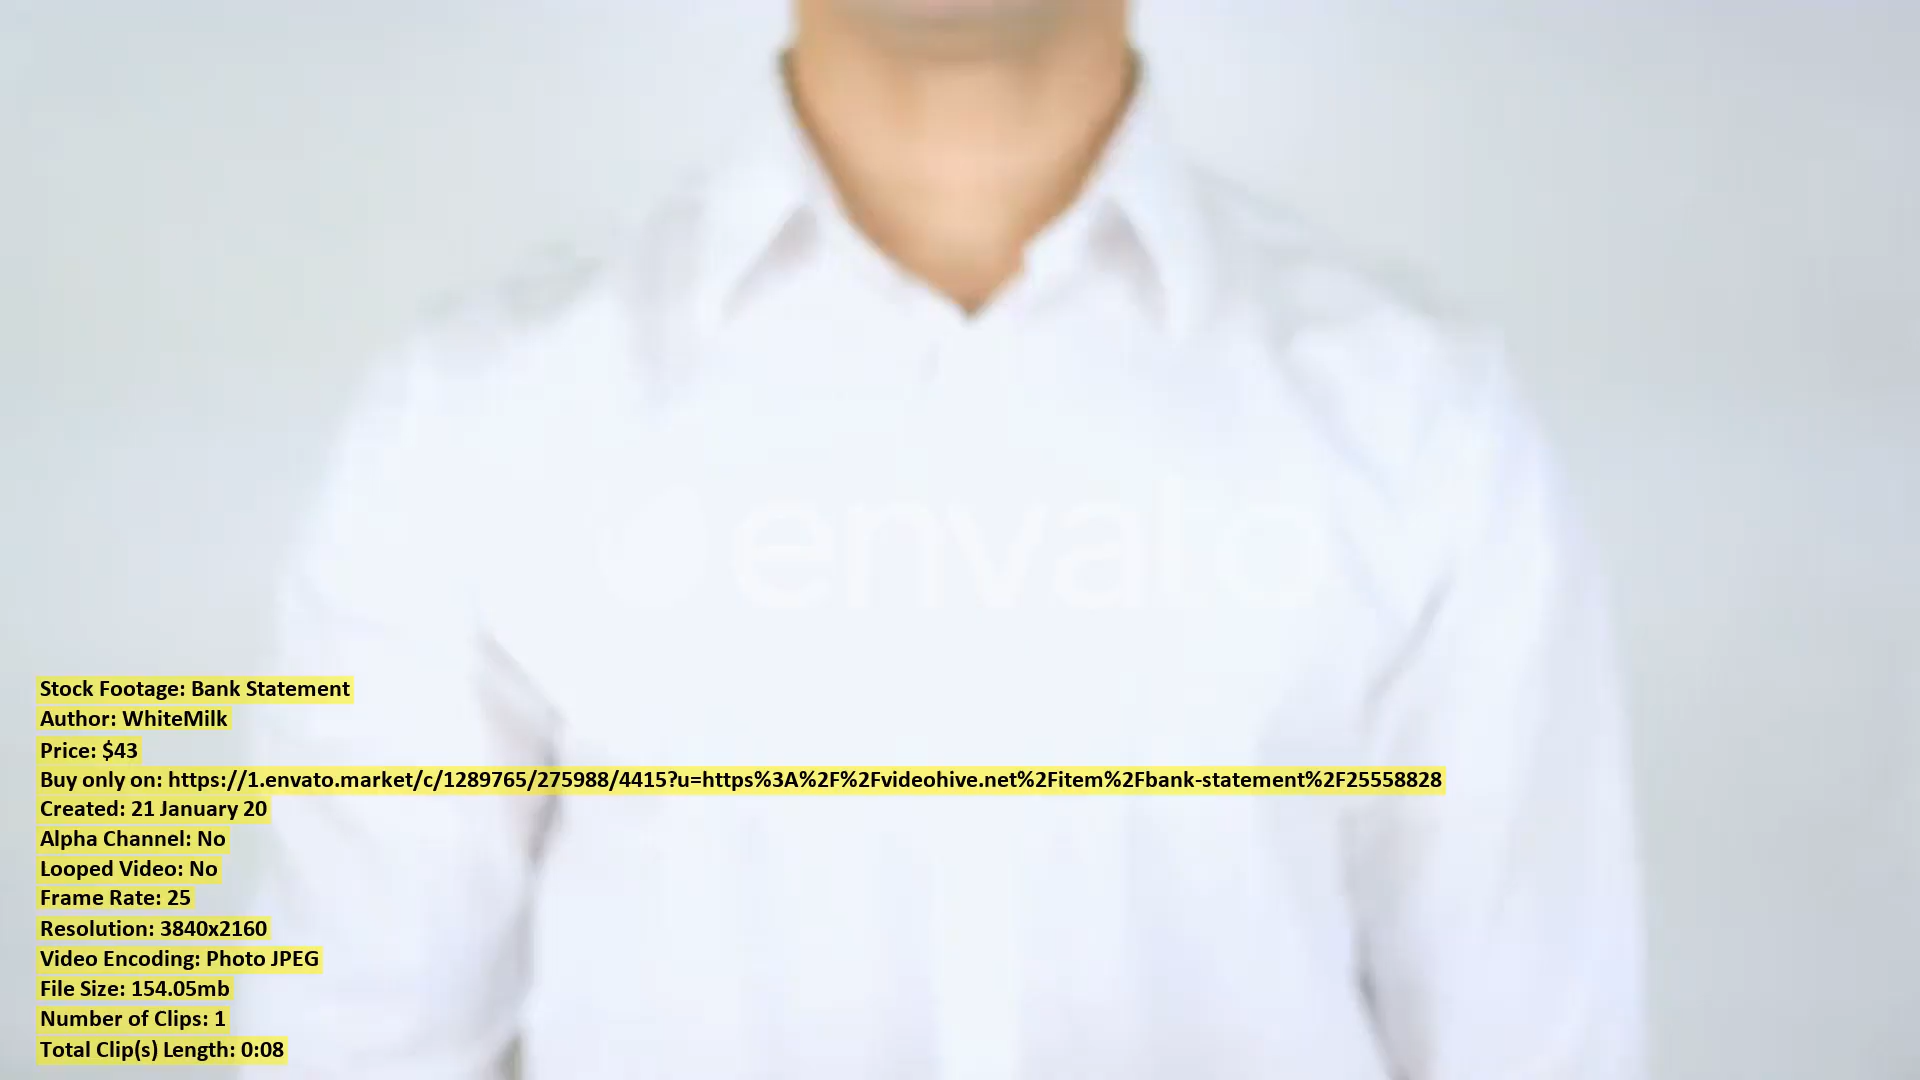 envato
Stock Footage: Bank Statement
Author: WhiteMilk
Price: $43
Buy only on: https://1.envato.market/c/1289765/275988/4415?u=https%3A%2F%2Fvideohive.net%2Fitem%2Fbank-statement%2F25558828
Created: 21 January 20
Alpha Channel: No
Looped Video: No
Frame Rate: 25
Resolution: 3840x2160
Video Encoding: Photo JPEG
File Size: 154.05mb
Number of Clips: 1
Total Clip(s) Length: 0:08